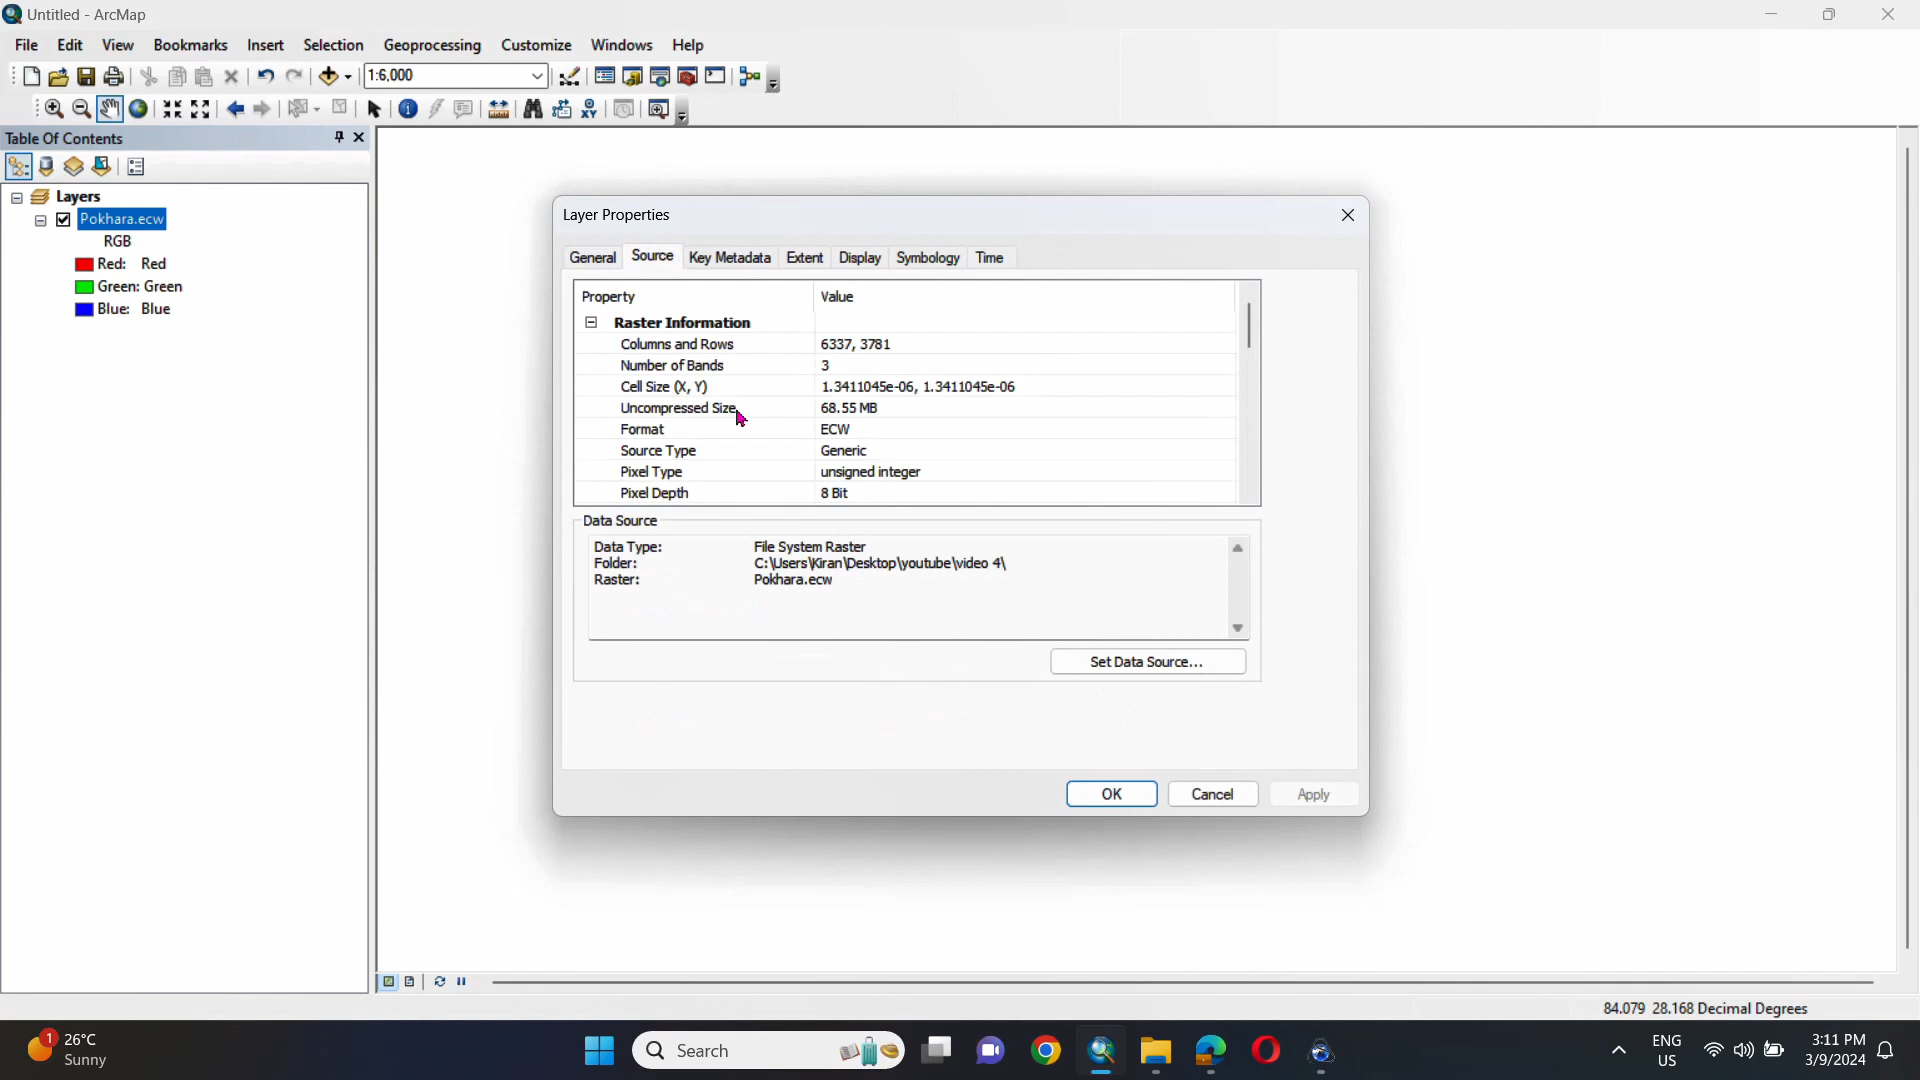 Untitled - ArcMap
File Edit View Bookmarks Insert Selection Geoprocessing Customize Windows Help
1:6,000
Table Of Contents
Layers
Pokhara.ecw
RGB
Red: Red
Green: Green
Blue: Blue
Layer Properties
General Source Key Metadata Extent Display Symbology Time
Property Value
Raster Information
Columns and Rows 6337, 3781
Number of Bands 3
Cell Size (X, Y) 1.3411045e-06, 1.3411045e-06
Uncompressed Size 68.55 MB
Format ECW
Source Type Generic
Pixel Type unsigned integer
Pixel Depth 8 Bit
Data Source
Data Type: File System Raster
Folder: C:\Users\Kiran\Desktop\youtube\video 4\
Raster: Pokhara.ecw
Set Data Source...
OK Cancel Apply
84.079 28.168 Decimal Degrees
1
26°C
Sunny
Search
ENG
US
3:11 PM
3/9/2024